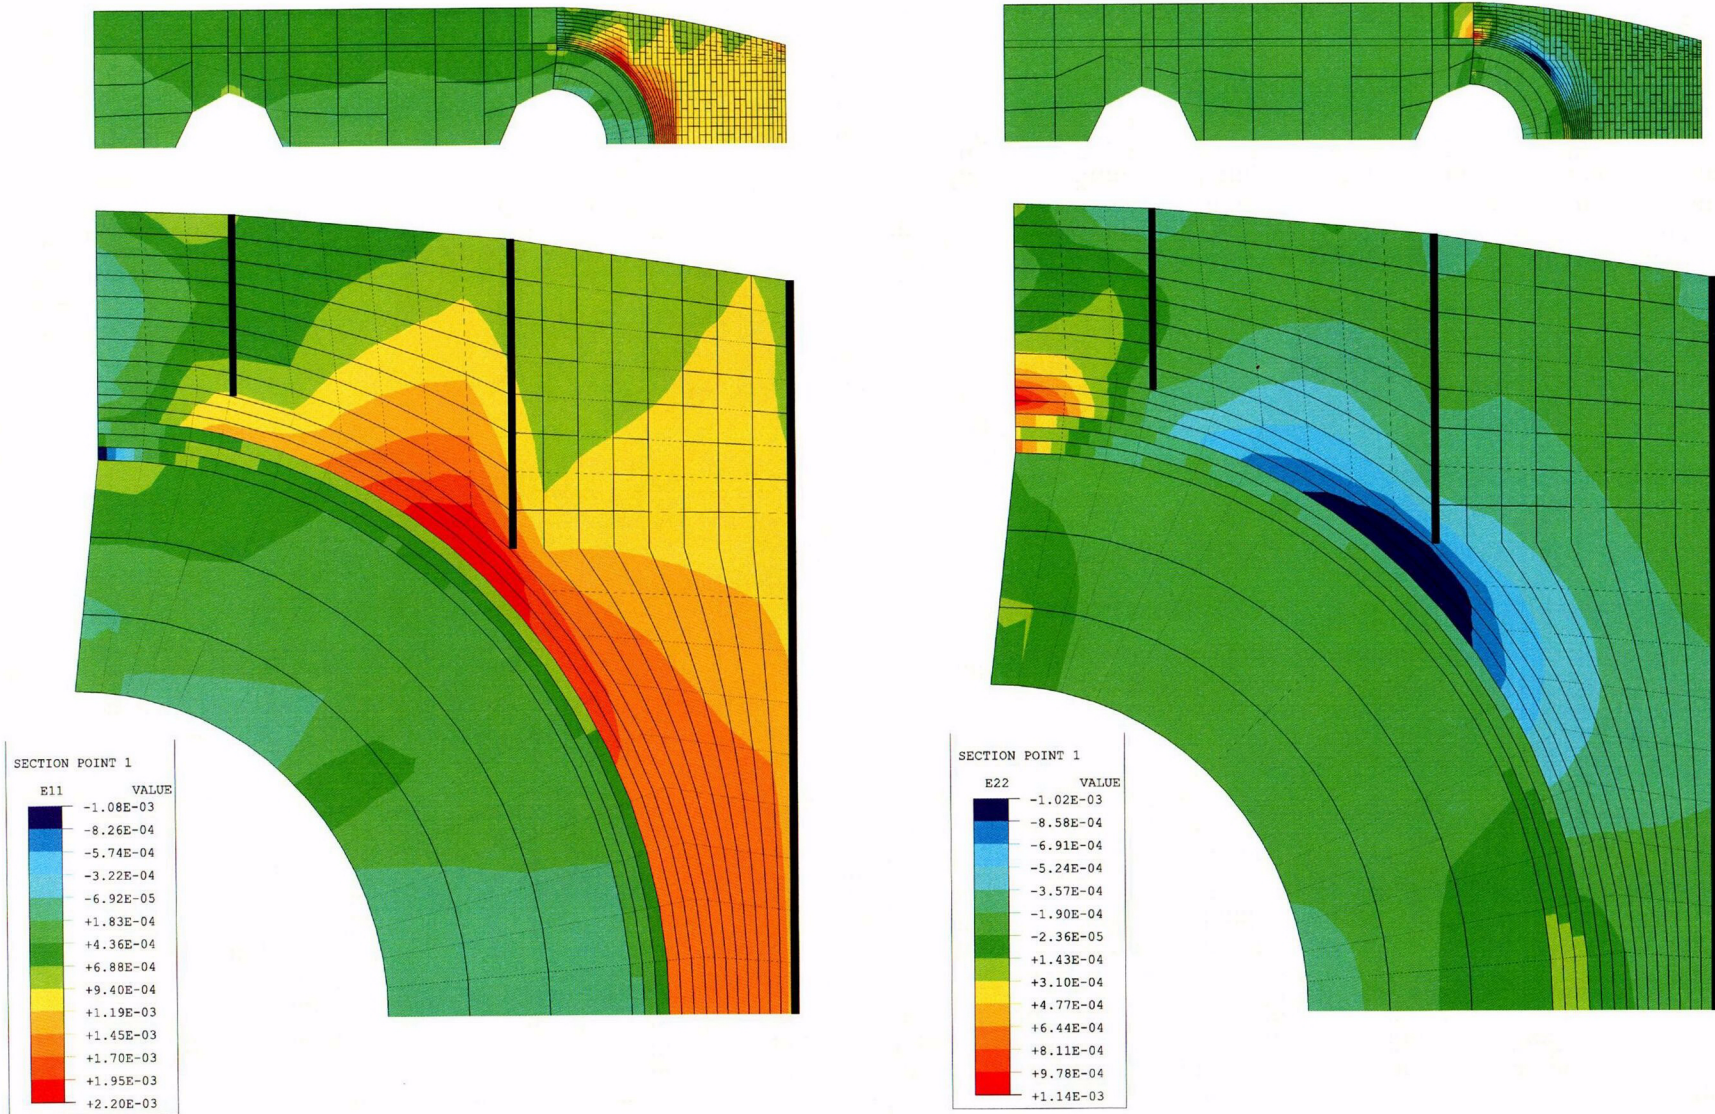 SECTION POINT 1
E11 VALUE
-1.08E-03
-8.26E-04
-5.74E-04
-3.22E-04
-6.92E-05
+1.83E-04
+4.36E-04
+6.88E-04
+9.40E-04
+1.19E-03
+1.45E-03
+1.70E-03
+1.95E-03
+2.20E-03
SECTION POINT 1
E22 VALUE
-1.02E-03
-8.58E-04
-6.91E-04
-5.24E-04
-3.57E-04
-1.90E-04
-2.36E-05
+1.43E-04
+3.10E-04
+4.77E-04
+6.44E-04
+8.11E-04
+9.78E-04
+1.14E-03